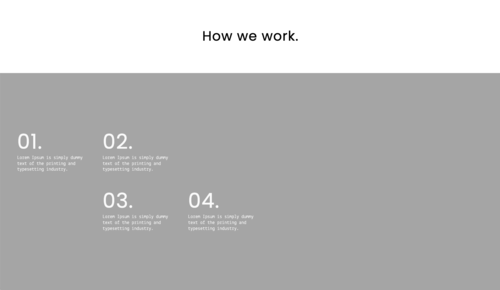 How we work.
01.
Lorem Ipsum is simply dummy
text of the printing and
typesetting industry.
02.
Lorem Ipsum is simply dummy
text of the printing and
typesetting industry.
03.
Lorem Ipsum is simply dummy
text of the printing and
typesetting industry.
04.
Lorem Ipsum is simply dummy
text of the printing and
typesetting industry.